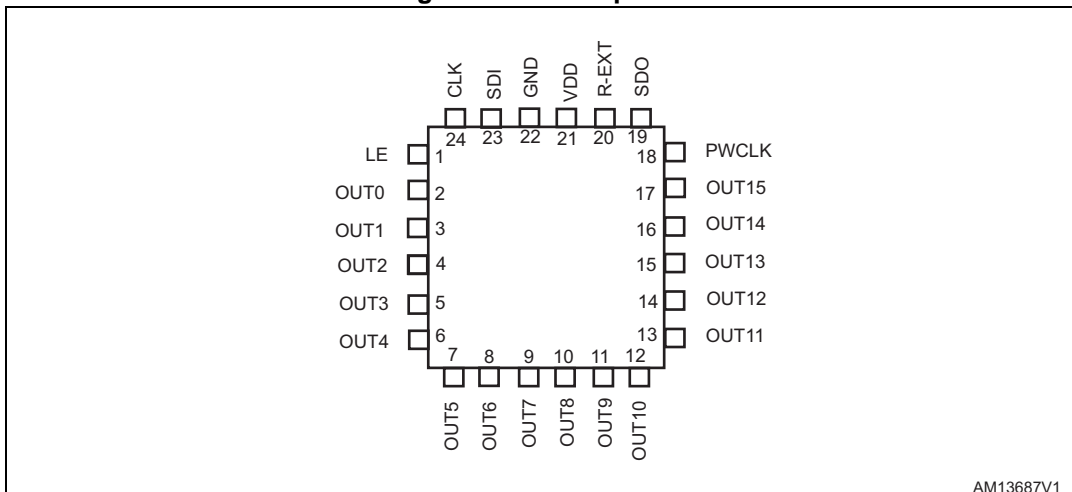 CLK SDI GND VDD R-EXT SDO
24 23 22 21 20 19
LE 1 18 PWCLK
OUT0 2 17 OUT15
OUT1 3 16 OUT14
OUT2 4 15 OUT13
OUT3 5 14 OUT12
OUT4 6 13 OUT11
7 8 9 10 11 12
OUT5 OUT6 OUT7 OUT8 OUT9 OUT10
AM13687V1